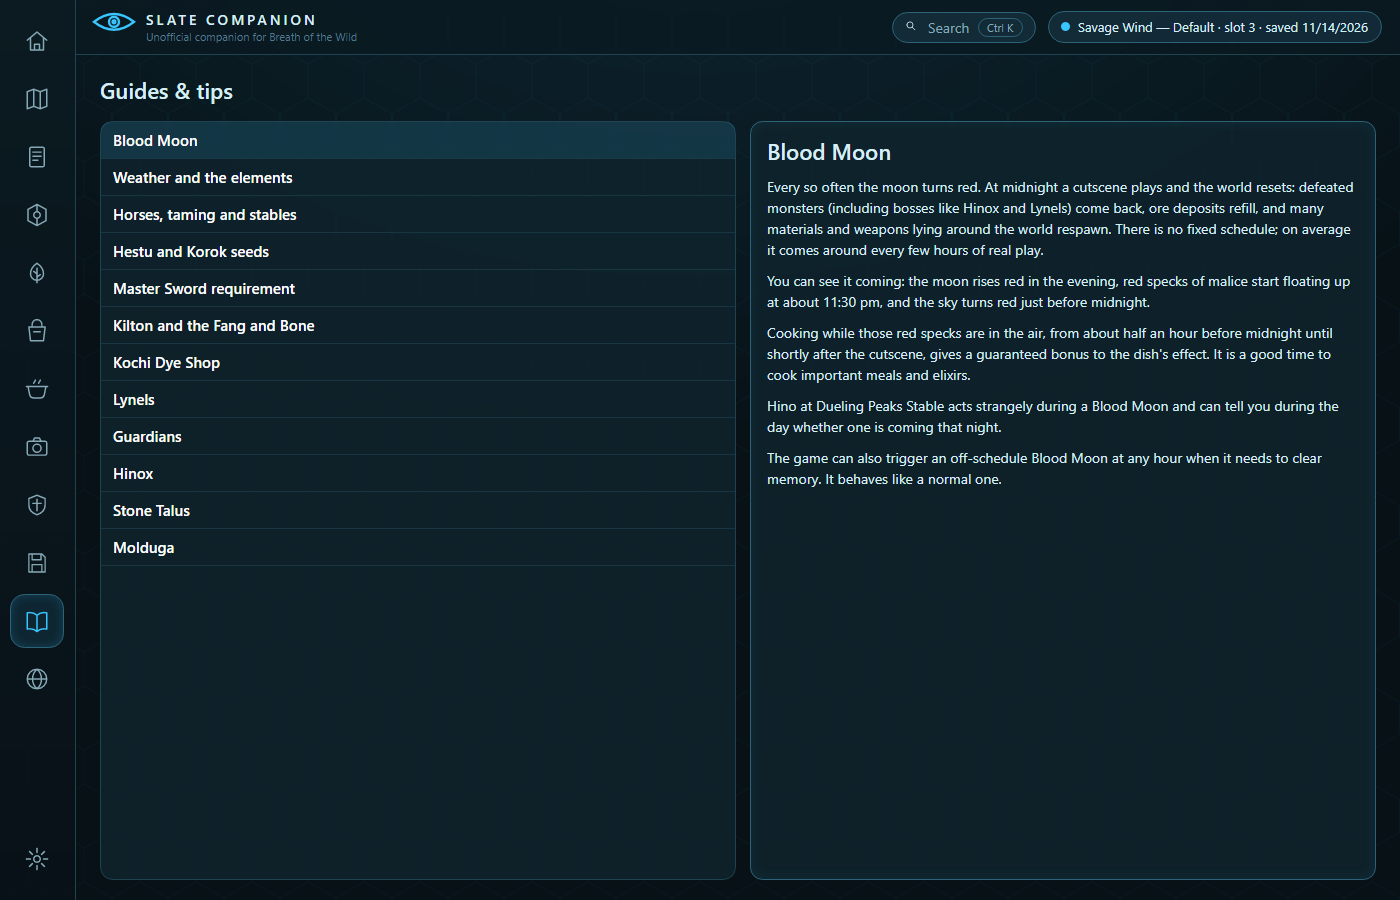 SLATE COMPANION
Unofficial companion for Breath of the Wild
Search Ctrl K
Savage Wind — Default · slot 3 · saved 11/14/2026
Guides & tips
Blood Moon
Weather and the elements
Horses, taming and stables
Hestu and Korok seeds
Master Sword requirement
Kilton and the Fang and Bone
Kochi Dye Shop
Lynels
Guardians
Hinox
Stone Talus
Molduga
Blood Moon
Every so often the moon turns red. At midnight a cutscene plays and the world resets: defeated
monsters (including bosses like Hinox and Lynels) come back, ore deposits refill, and many
materials and weapons lying around the world respawn. There is no fixed schedule; on average
it comes around every few hours of real play.
You can see it coming: the moon rises red in the evening, red specks of malice start floating up
at about 11:30 pm, and the sky turns red just before midnight.
Cooking while those red specks are in the air, from about half an hour before midnight until
shortly after the cutscene, gives a guaranteed bonus to the dish's effect. It is a good time to
cook important meals and elixirs.
Hino at Dueling Peaks Stable acts strangely during a Blood Moon and can tell you during the
day whether one is coming that night.
The game can also trigger an off-schedule Blood Moon at any hour when it needs to clear
memory. It behaves like a normal one.